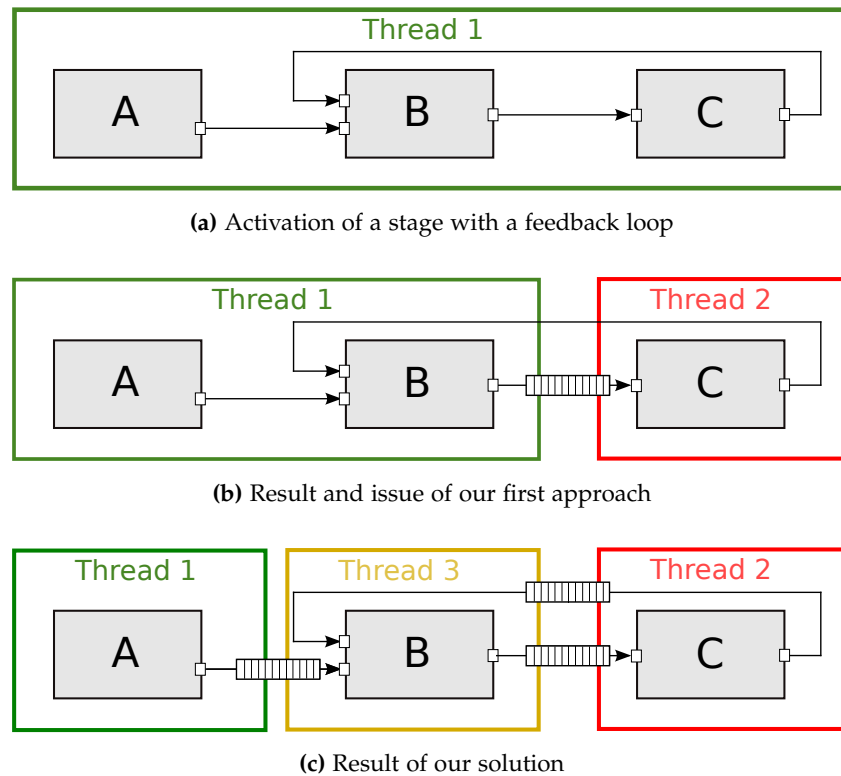 Thread 1
A
B
C
(a) Activation of a stage with a feedback loop
Thread 1
Thread 2
A
B
C
(b) Result and issue of our first approach
Thread 1
Thread 3
Thread 2
A
B
C
(c) Result of our solution